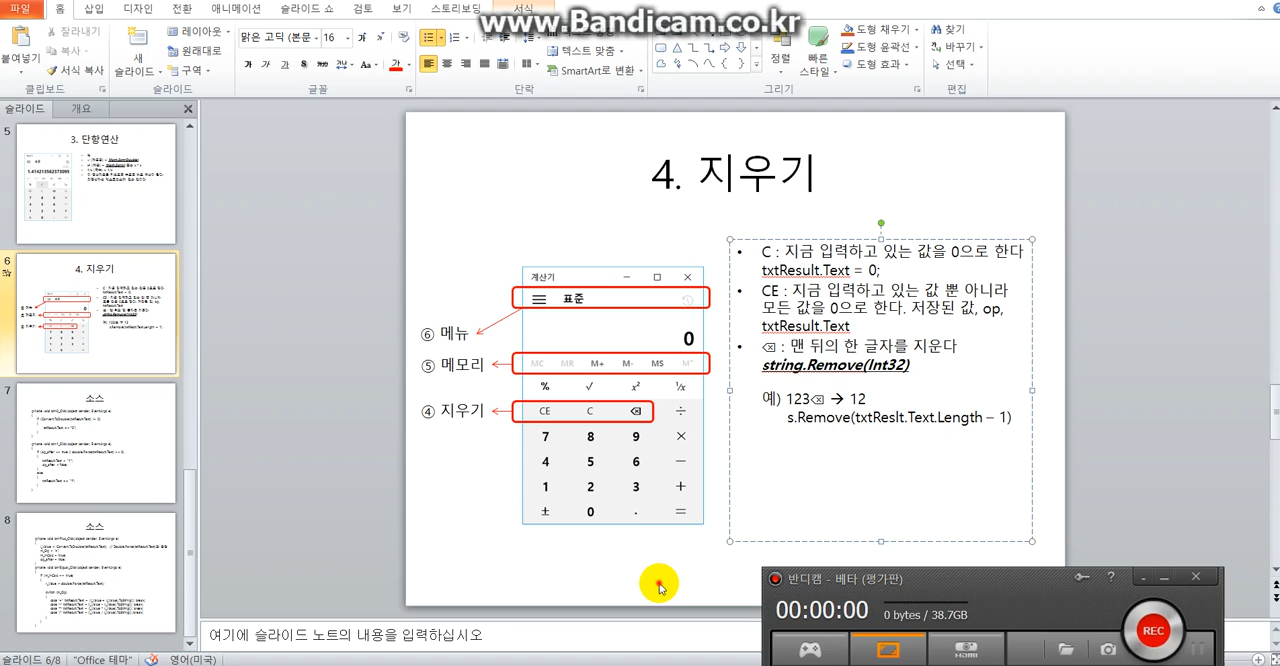 www.Bandicam.co.kr
파일 홈 삽입 디자인 전환 애니메이션 슬라이드 쇼 검토 보기 스토리보딩 서식
붙여넣기
잘라내기
복사
서식 복사
클립보드
새
슬라이드
레이아웃
원래대로
구역
슬라이드
맑은 고딕 (본문 16
가 가 가 S 가가 가 Aa 가
글꼴
텍스트 맞춤
SmartArt로 변환
단락
정렬
빠른
스타일
도형 채우기
도형 윤곽선
도형 효과
그리기
찾기
바꾸기
선택
편집
슬라이드 개요
5
3. 단항연산
6
4. 지우기
7
소스
8
소스
4. 지우기
계산기
표준
0
MC MR M+ M- MS
% √ x² ¹/x
CE C ⌫ ÷
7 8 9 ×
4 5 6 −
1 2 3 +
± 0 . =
⑥ 메뉴
⑤ 메모리
④ 지우기
• C : 지금 입력하고 있는 값을 0으로 한다
txtResult.Text = 0;
• CE : 지금 입력하고 있는 값 뿐 아니라
모든 값을 0으로 한다. 저장된 값, op,
txtResult.Text
• ⌫ : 맨 뒤의 한 글자를 지운다
string.Remove(Int32)
예) 123⌫ → 12
s.Remove(txtReslt.Text.Length – 1)
여기에 슬라이드 노트의 내용을 입력하십시오
슬라이드 6/8 "Office 테마" 영어(미국)
반디캠 - 베타 (평가판)
00:00:00 0 bytes / 38.7GB
HDMI
REC